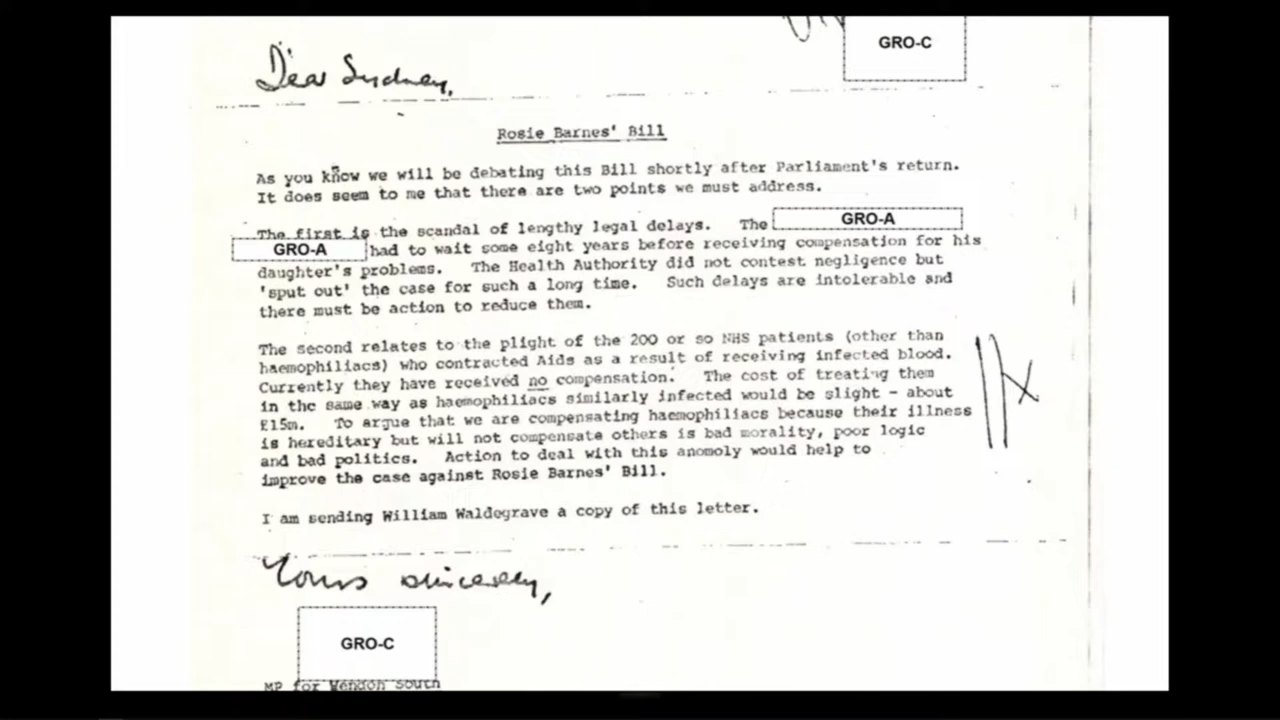 GRO-C
Dear Sydney,
Rosie Barnes' Bill
As you know we will be debating this Bill shortly after Parliament's return.
It does seem to me that there are two points we must address.
The first is the scandal of lengthy legal delays. The GRO-A
GRO-A had to wait some eight years before receiving compensation for his
daughter's problems. The Health Authority did not contest negligence but
'sput out' the case for such a long time. Such delays are intolerable and
there must be action to reduce them.
The second relates to the plight of the 200 or so NHS patients (other than
haemophiliacs) who contracted Aids as a result of receiving infected blood.
Currently they have received no compensation. The cost of treating them
in the same way as haemophiliacs similarly infected would be slight - about
£15m. To argue that we are compensating haemophiliacs because their illness
is hereditary but will not compensate others is bad morality, poor logic
and bad politics. Action to deal with this anomoly would help to
improve the case against Rosie Barnes' Bill.
I am sending William Waldegrave a copy of this letter.
Yours sincerely,
GRO-C
MP for Hendon South